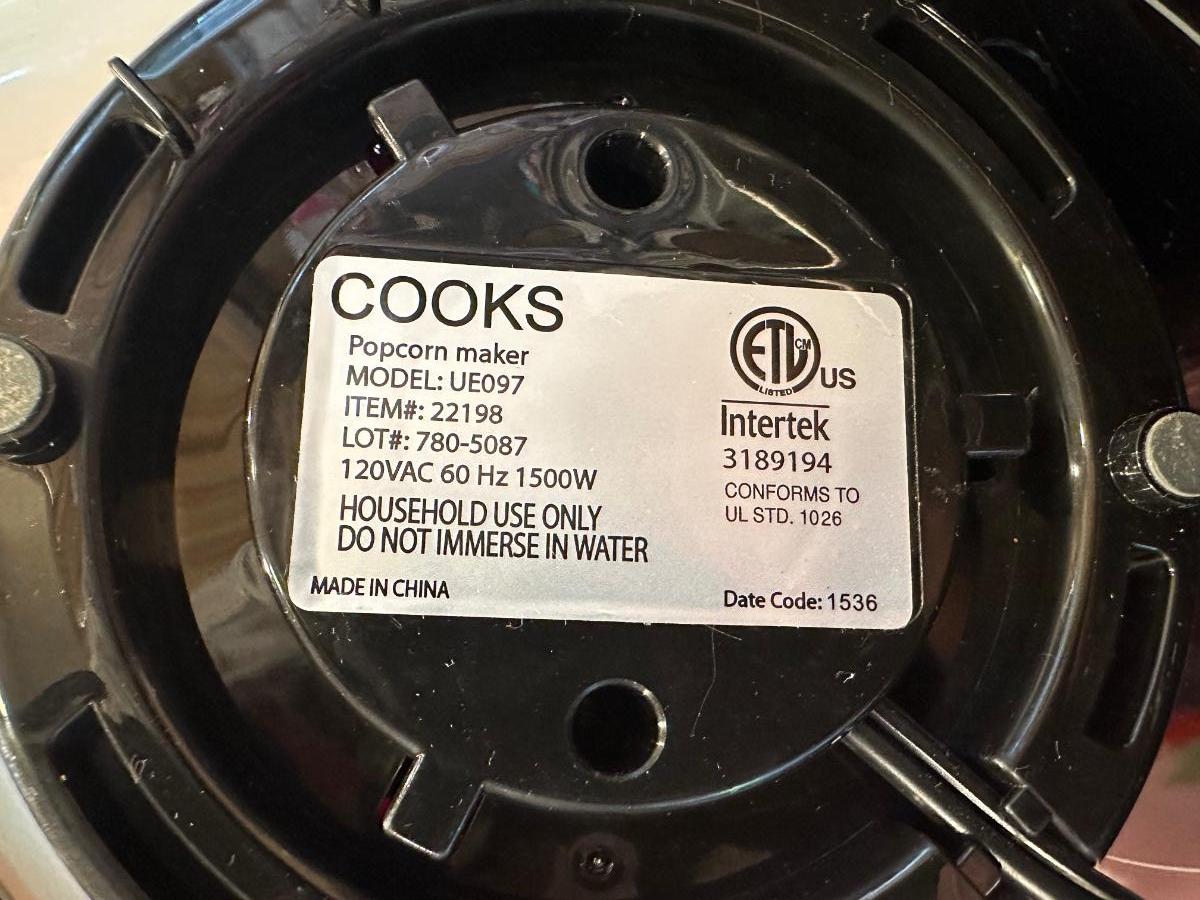 COOKS
Popcorn maker
MODEL: UE097
ITEM#: 22198
LOT#: 780-5087
120VAC 60 Hz 1500W
HOUSEHOLD USE ONLY
DO NOT IMMERSE IN WATER
MADE IN CHINA
ETL CM
LISTED
US
Intertek
3189194
CONFORMS TO
UL STD. 1026
Date Code: 1536